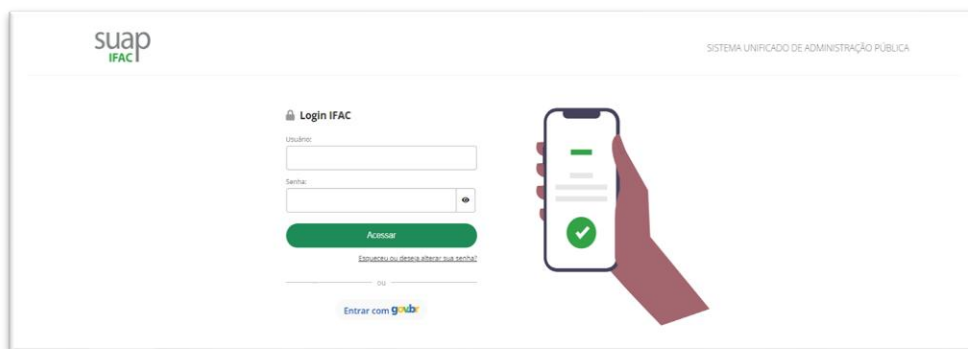 suap
IFAC
SISTEMA UNIFICADO DE ADMINISTRAÇÃO PÚBLICA
Login IFAC
Usuário:
Senha:
Acessar
Esqueceu ou deseja alterar sua senha?
ou
Entrar com gov.br